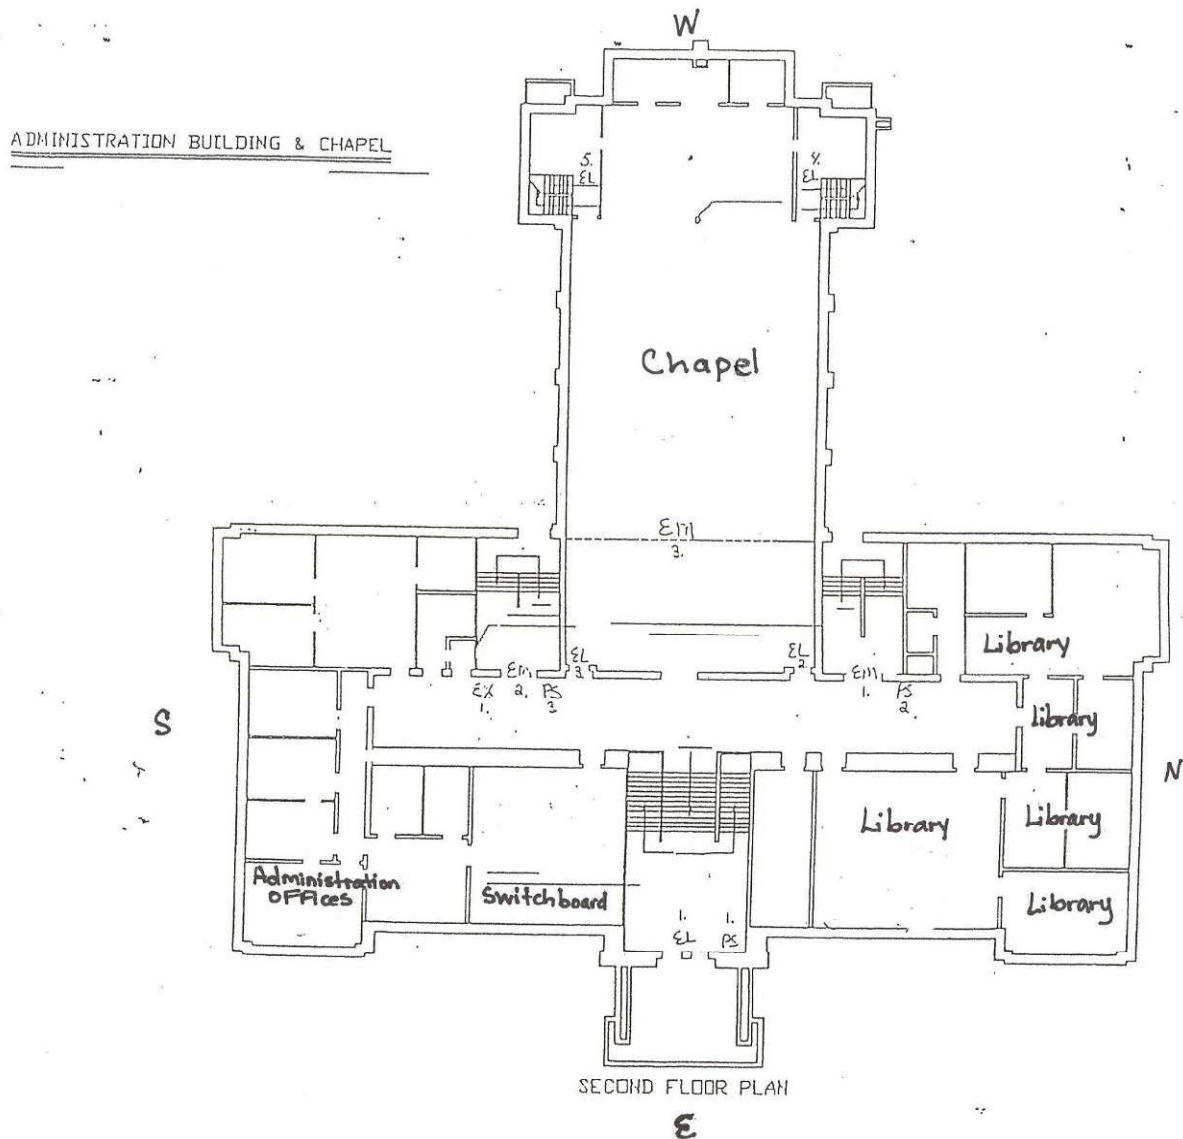 W
ADMINISTRATION BUILDING & CHAPEL
5.
EL
4.
EL
Chapel
Em
3.
Library
EL
3.
EL
2.
EX
1.
Em
2.
PS
3.
Em
1.
PS
2.
S
Library
N
Library
Library
Administration
OFFices
Switchboard
Library
1.
EL
1.
PS
SECOND FLOOR PLAN
E